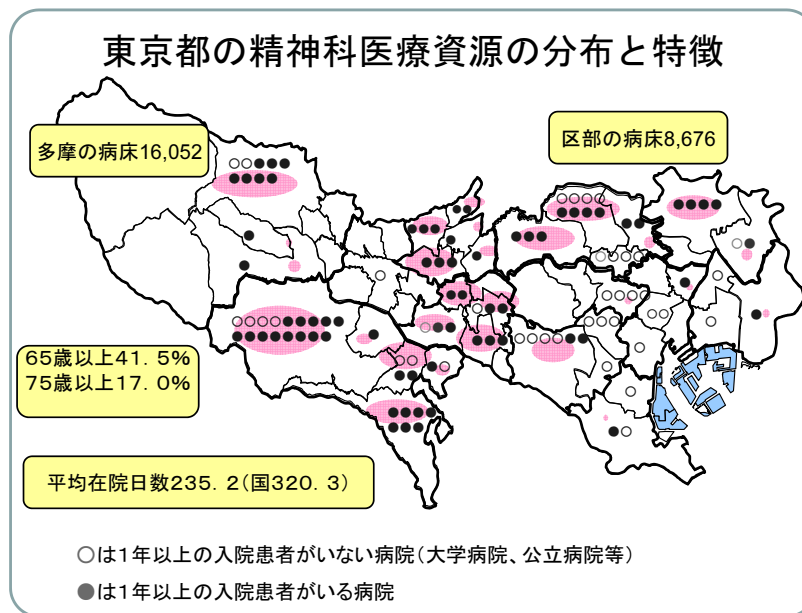 東京都の精神科医療資源の分布と特徴
多摩の病床16,052
区部の病床8,676
65歳以上41．5％
75歳以上17．0％
平均在院日数235．2（国320．3）
○は１年以上の入院患者がいない病院（大学病院、公立病院等）
●は１年以上の入院患者がいる病院